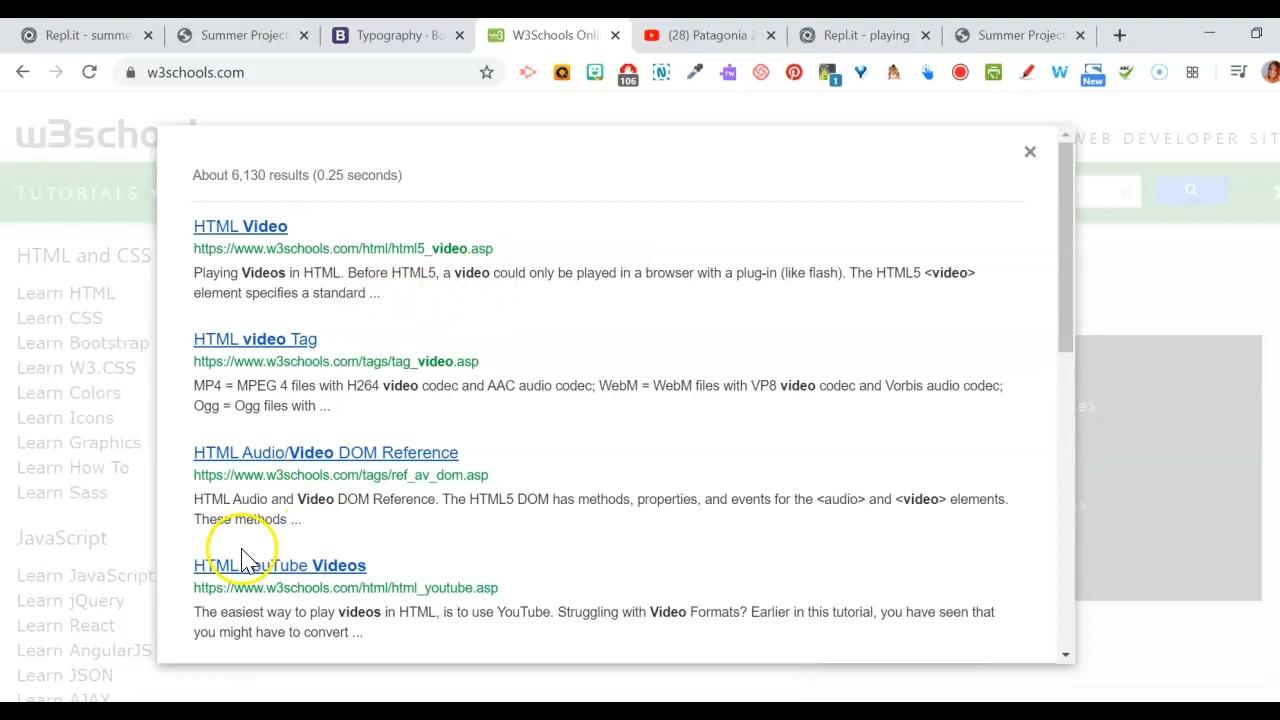 Repl.it - summe
Summer Project
Typography · Bo
W3Schools Onli
(28) Patagonia
Repl.it - playing
Summer Project
w3schools.com
106
rw
1
W
New
ABC
w3schoo
WEB DEVELOPER SIT
TUTORIALS
About 6,130 results (0.25 seconds)
HTML Video
https://www.w3schools.com/html/html5_video.asp
Playing Videos in HTML. Before HTML5, a video could only be played in a browser with a plug-in (like flash). The HTML5 <video>
element specifies a standard ...
HTML video Tag
https://www.w3schools.com/tags/tag_video.asp
MP4 = MPEG 4 files with H264 video codec and AAC audio codec; WebM = WebM files with VP8 video codec and Vorbis audio codec;
Ogg = Ogg files with ...
HTML Audio/Video DOM Reference
https://www.w3schools.com/tags/ref_av_dom.asp
HTML Audio and Video DOM Reference. The HTML5 DOM has methods, properties, and events for the <audio> and <video> elements.
These methods ...
HTML YouTube Videos
https://www.w3schools.com/html/html_youtube.asp
The easiest way to play videos in HTML, is to use YouTube. Struggling with Video Formats? Earlier in this tutorial, you have seen that
you might have to convert ...
HTML and CSS
Learn HTML
Learn CSS
Learn Bootstrap
Learn W3.CSS
Learn Colors
Learn Icons
Learn Graphics
Learn How To
Learn Sass
JavaScript
Learn JavaScript
Learn jQuery
Learn React
Learn AngularJS
Learn JSON
Learn AJAX
e>
>